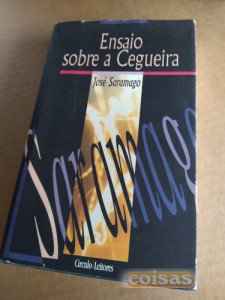 Ensaio
sobre a Cegueira
José Saramago
Saramago
Círculo-Leitores
coisas